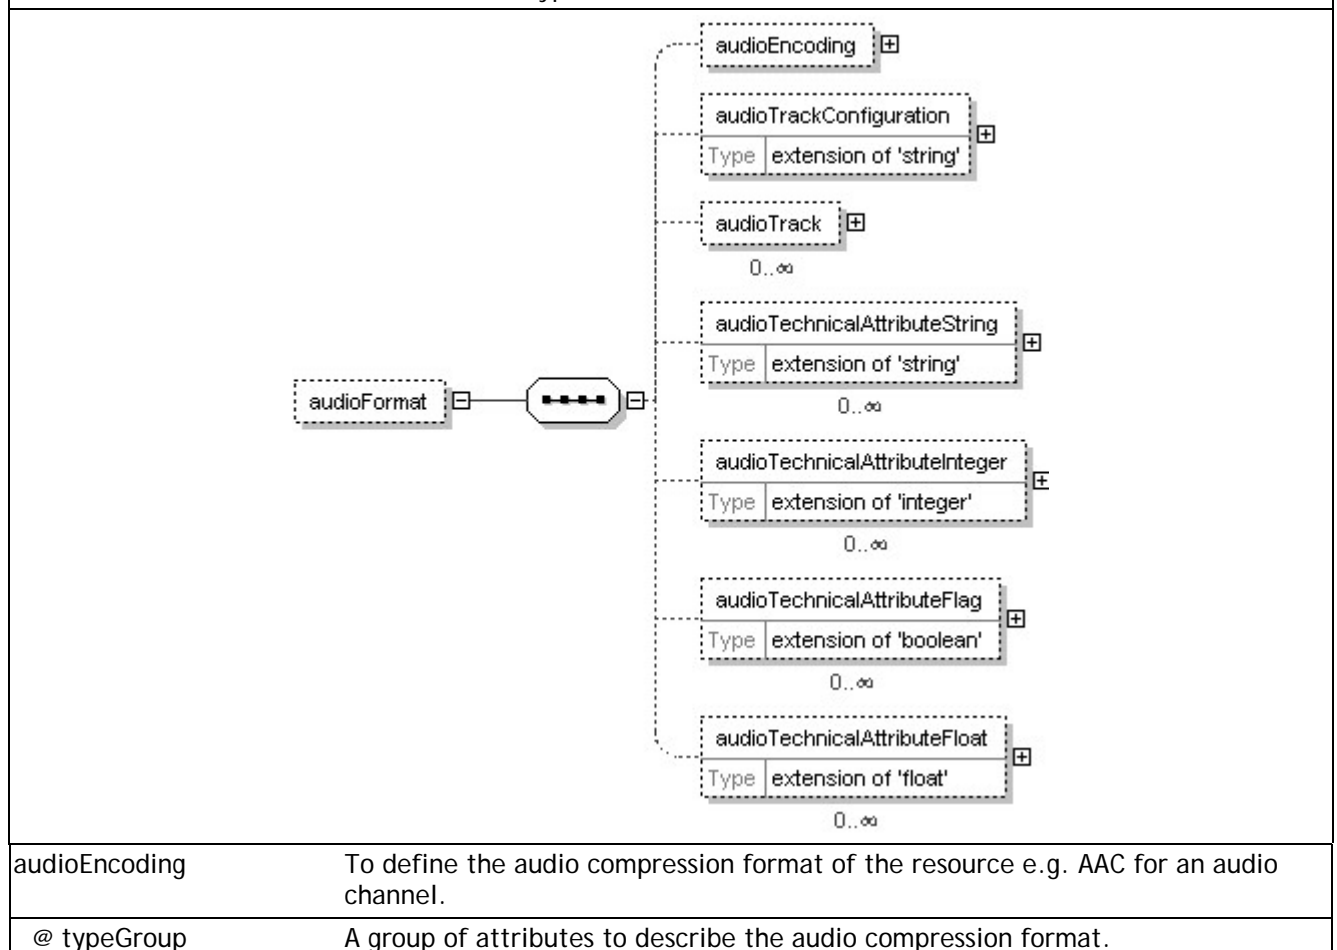 audioEncoding
audioTrackConfiguration
Type extension of 'string'
audioTrack
0..∞
audioTechnicalAttributeString
Type extension of 'string'
0..∞
audioFormat
audioTechnicalAttributeInteger
Type extension of 'integer'
0..∞
audioTechnicalAttributeFlag
Type extension of 'boolean'
0..∞
audioTechnicalAttributeFloat
Type extension of 'float'
0..∞
audioEncoding To define the audio compression format of the resource e.g. AAC for an audio
channel.
@ typeGroup A group of attributes to describe the audio compression format.